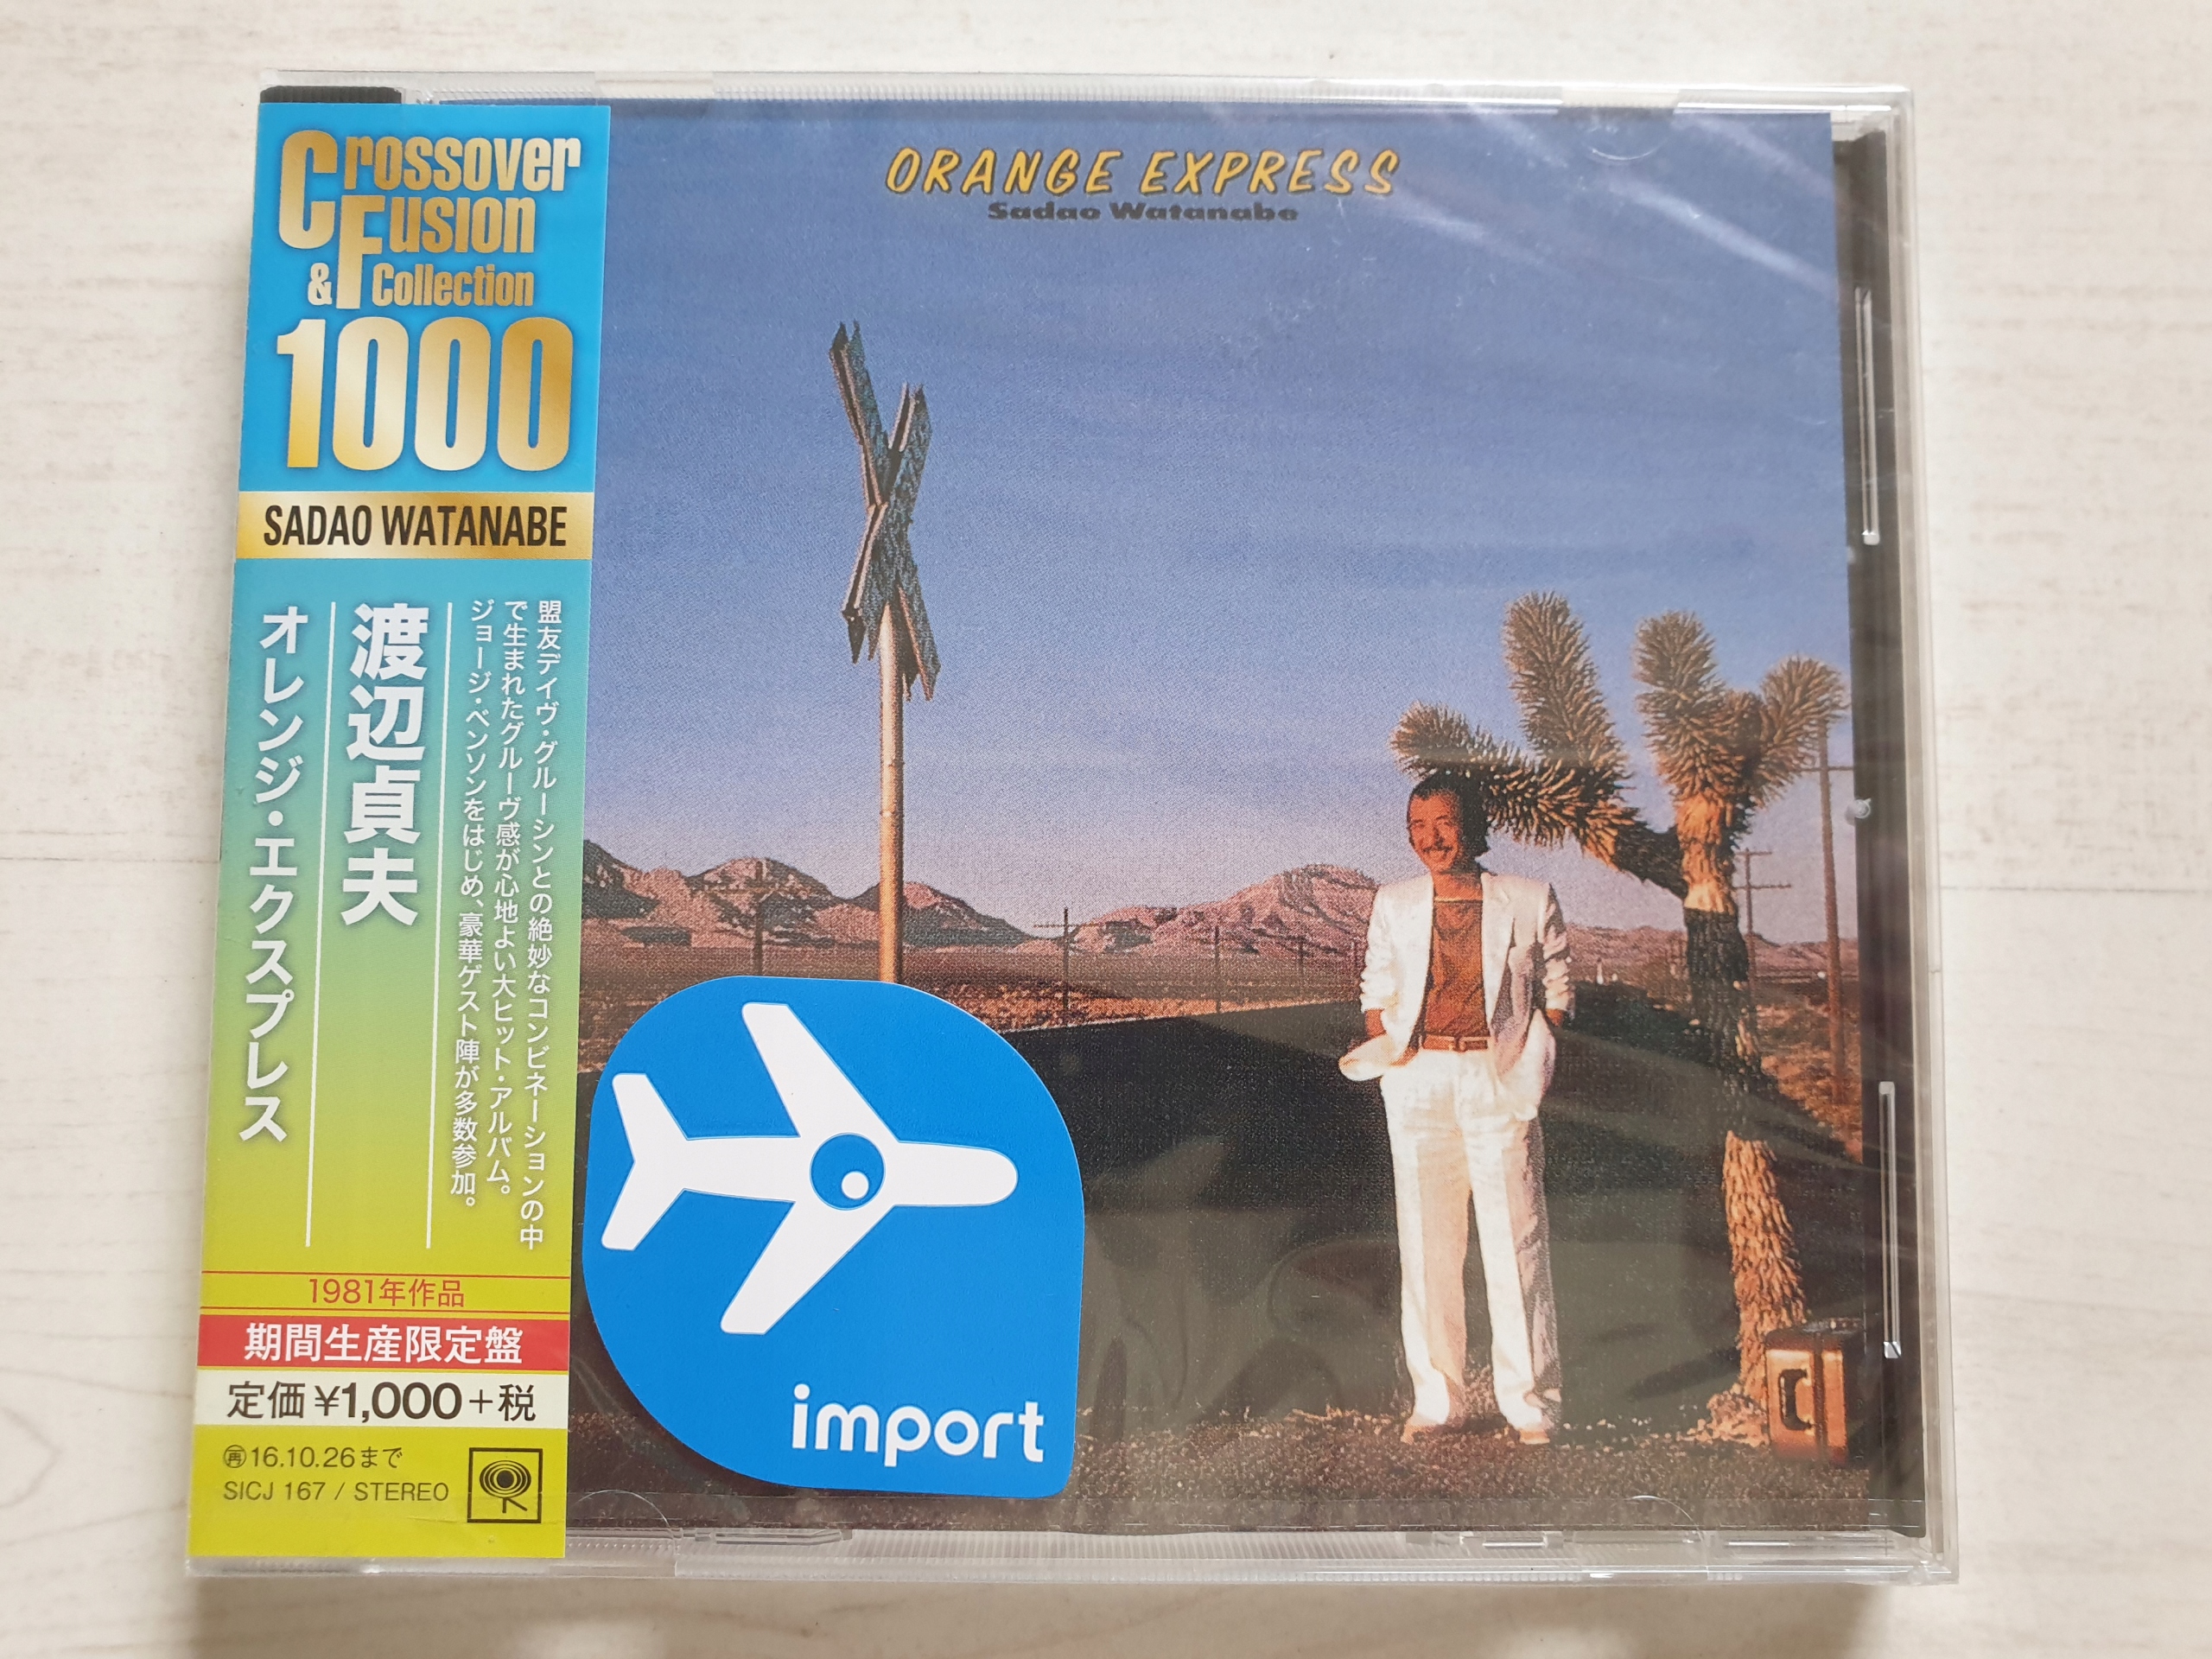 Crossover
Fusion
& Collection
1000
SADAO WATANABE
盟友デイヴ・グルーシンとの絶妙なコンビネーションの中
で生まれたグルーヴ感が心地よい大ヒット・アルバム。
ジョージ・ベンソンをはじめ、豪華ゲスト陣が多数参加。
渡辺貞夫
オレンジ・エクスプレス
1981年作品
期間生産限定盤
定価¥1,000+税
㊢16.10.26まで
SICJ 167 / STEREO
ORANGE EXPRESS
Sadao Watanabe
import